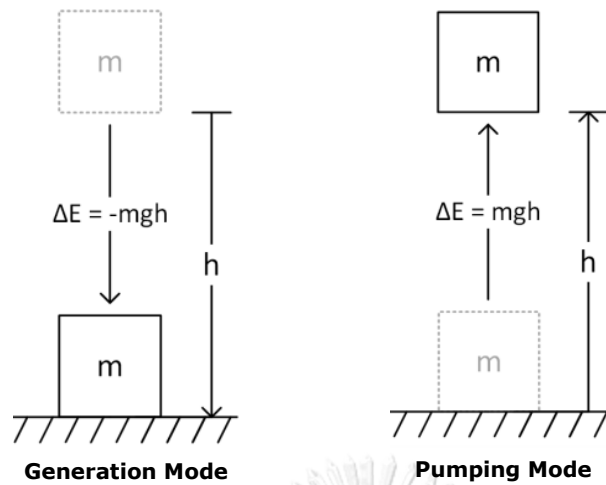 m
ΔE = -mgh
h
m
Generation Mode
m
ΔE = mgh
h
m
Pumping Mode